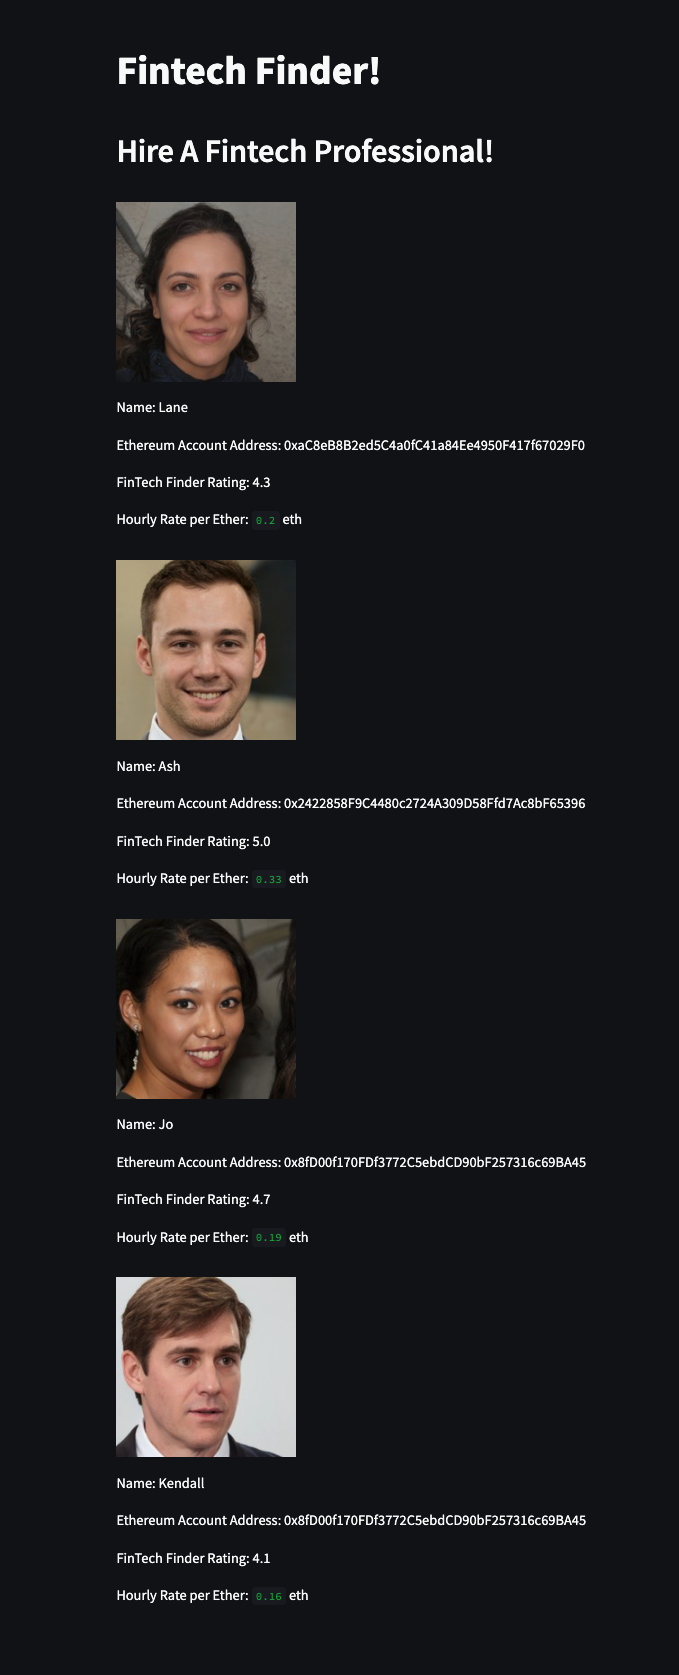 Fintech Finder!
Hire A Fintech Professional!
Name: Lane
Ethereum Account Address: 0xaC8eB8B2ed5C4a0fC41a84Ee4950F417f67029F0
FinTech Finder Rating: 4.3
Hourly Rate per Ether: 0.2 eth
Name: Ash
Ethereum Account Address: 0x2422858F9C4480c2724A309D58Ffd7Ac8bF65396
FinTech Finder Rating: 5.0
Hourly Rate per Ether: 0.33 eth
Name: Jo
Ethereum Account Address: 0x8fD00f170FDf3772C5ebdCD90bF257316c69BA45
FinTech Finder Rating: 4.7
Hourly Rate per Ether: 0.19 eth
Name: Kendall
Ethereum Account Address: 0x8fD00f170FDf3772C5ebdCD90bF257316c69BA45
FinTech Finder Rating: 4.1
Hourly Rate per Ether: 0.16 eth